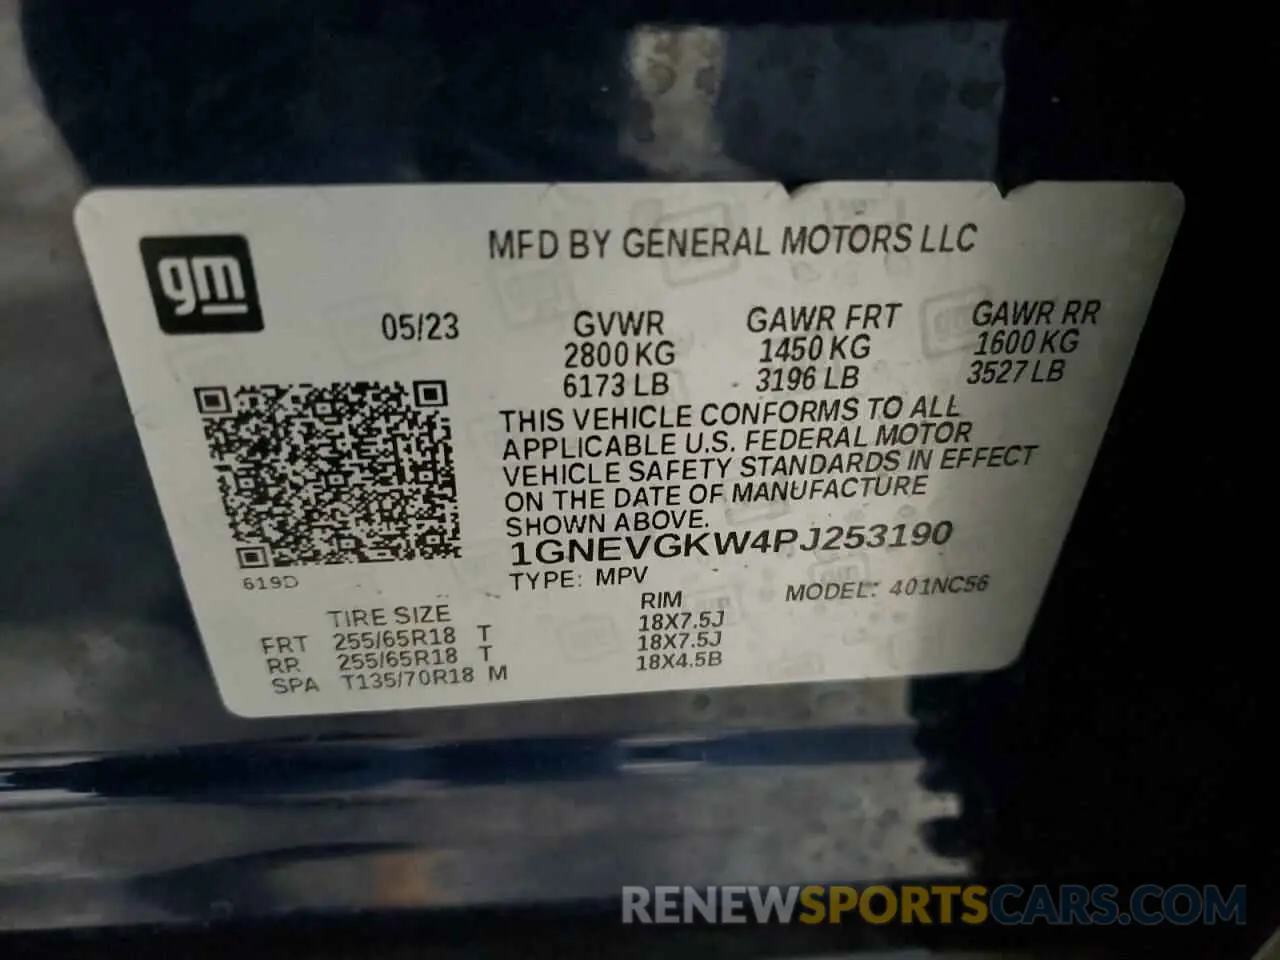 gm
MFD BY GENERAL MOTORS LLC
05/23
GVWR GAWR FRT GAWR RR
2800 KG 1450 KG 1600 KG
6173 LB 3196 LB 3527 LB
THIS VEHICLE CONFORMS TO ALL
APPLICABLE U.S. FEDERAL MOTOR
VEHICLE SAFETY STANDARDS IN EFFECT
ON THE DATE OF MANUFACTURE
SHOWN ABOVE.
1GNEVGKW4PJ253190
619D
TYPE: MPV MODEL: 401NC56
TIRE SIZE RIM
FRT 255/65R18 T 18X7.5J
RR 255/65R18 T 18X7.5J
SPA T135/70R18 M 18X4.5B
RENEWSPORTSCARS.COM